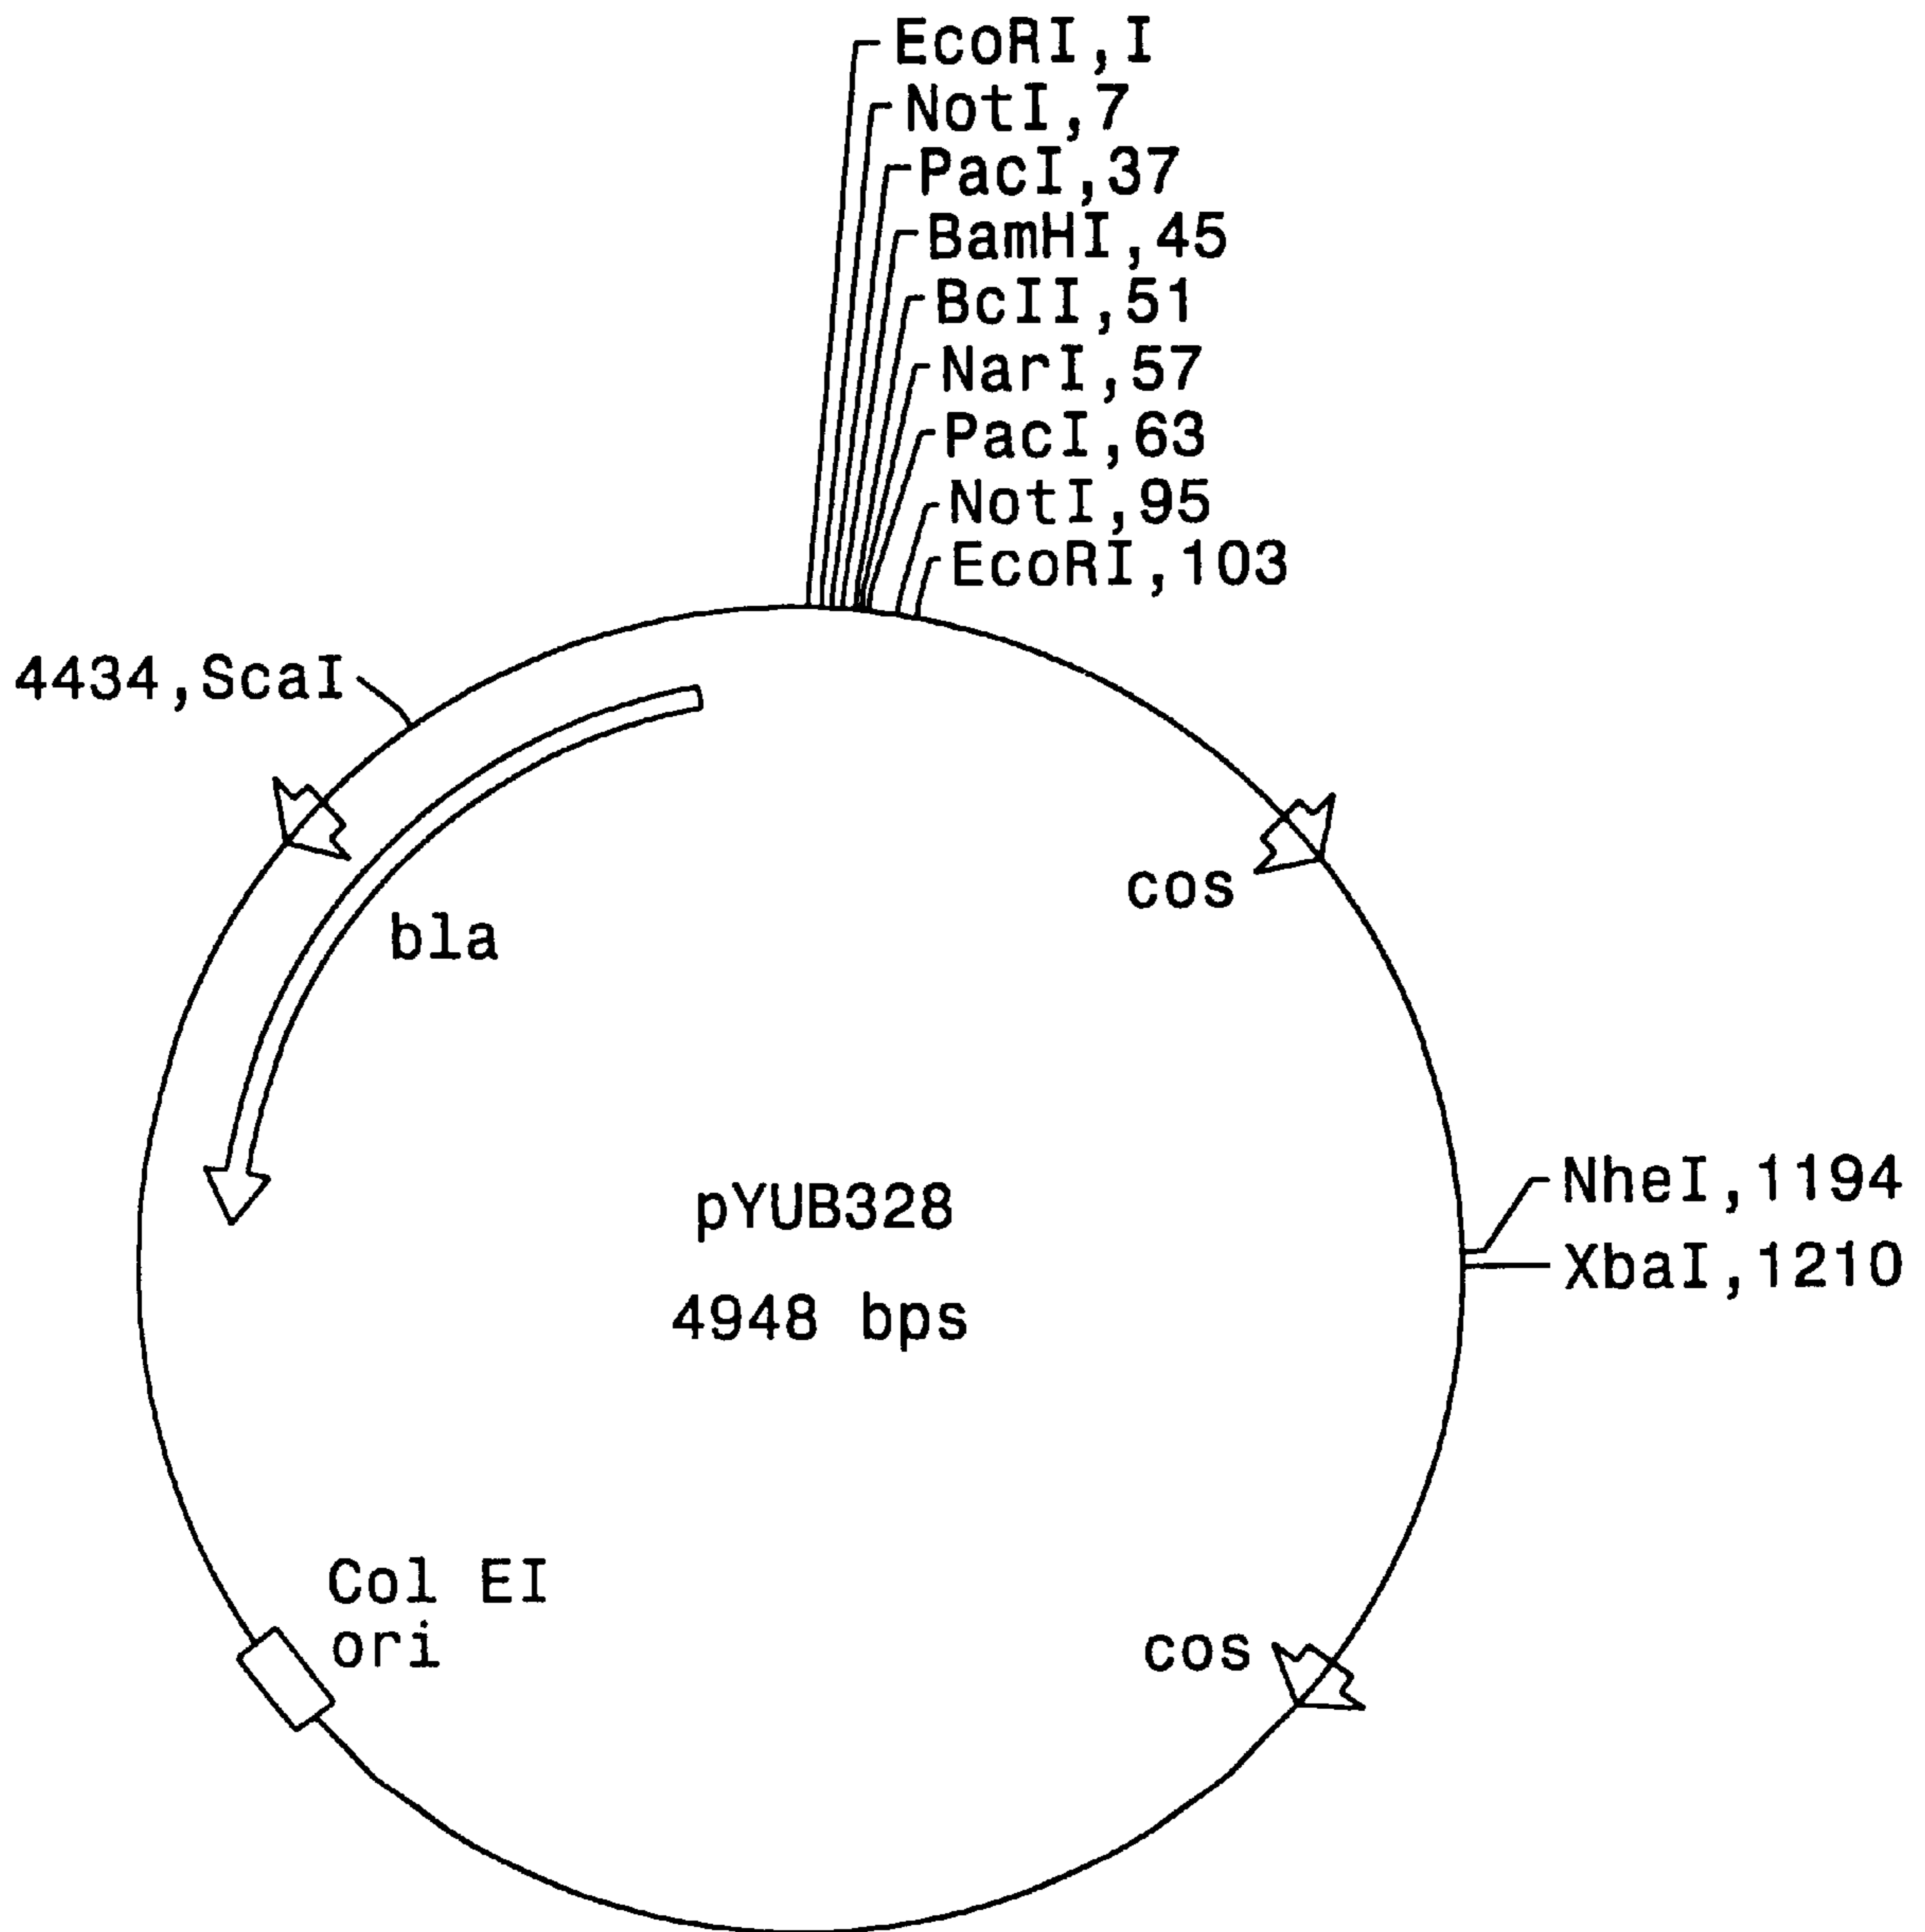 EcoRI,I
NotI,7
PacI,37
BamHI,45
BcII,51
NarI,57
PacI,63
NotI,95
EcoRI,103
4434,ScaI
cos
bla
NheI,1194
pYUB328
XbaI,1210
4948 bps
Col EI
ori
cos